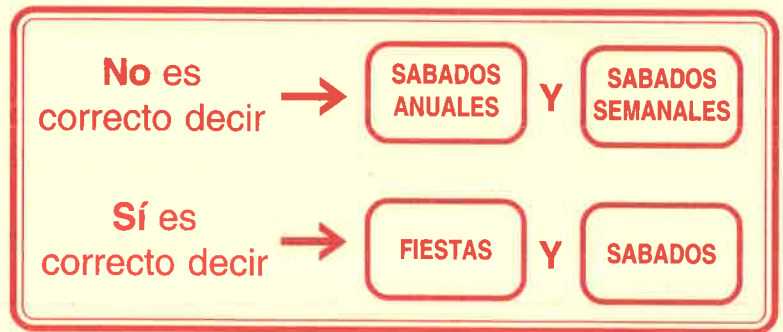 No es
correcto decir → SABADOS
ANUALES Y SABADOS
SEMANALES
Sí es
correcto decir → FIESTAS Y SABADOS